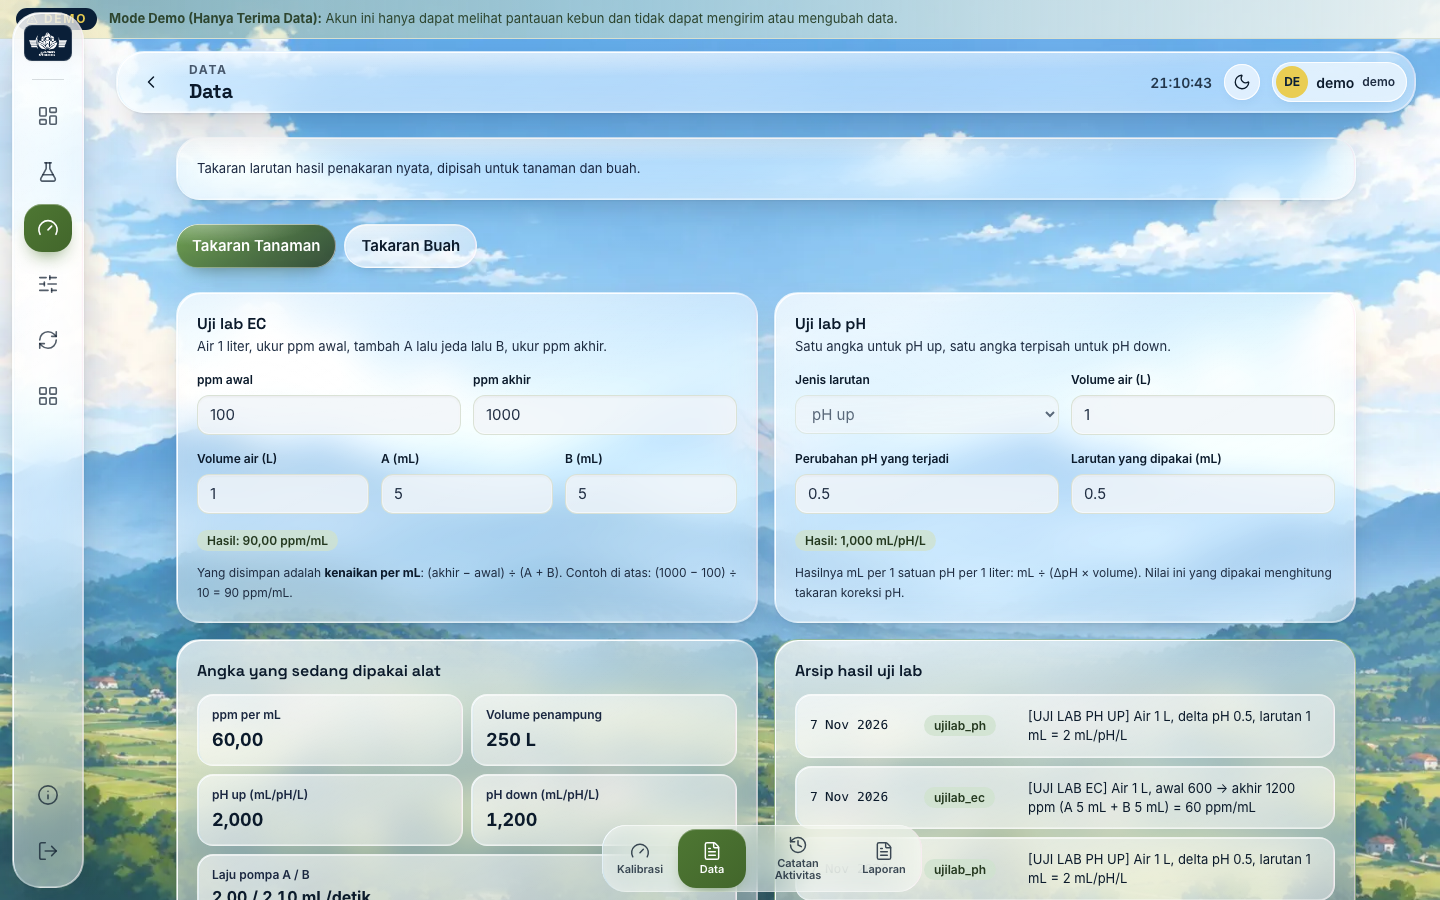 DEMO
Mode Demo (Hanya Terima Data): Akun ini hanya dapat melihat pantauan kebun dan tidak dapat mengirim atau mengubah data.
DATA
Data
21:10:43
DE
demo
demo
Takaran larutan hasil penakaran nyata, dipisah untuk tanaman dan buah.
Takaran Tanaman
Takaran Buah
Uji lab EC
Air 1 liter, ukur ppm awal, tambah A lalu jeda lalu B, ukur ppm akhir.
ppm awal
ppm akhir
100
1000
Volume air (L)
A (mL)
B (mL)
1
5
5
Hasil: 90,00 ppm/mL
Yang disimpan adalah kenaikan per mL: (akhir − awal) ÷ (A + B). Contoh di atas: (1000 − 100) ÷
10 = 90 ppm/mL.
Uji lab pH
Satu angka untuk pH up, satu angka terpisah untuk pH down.
Jenis larutan
Volume air (L)
pH up
1
Perubahan pH yang terjadi
Larutan yang dipakai (mL)
0.5
0.5
Hasil: 1,000 mL/pH/L
Hasilnya mL per 1 satuan pH per 1 liter: mL ÷ (ΔpH × volume). Nilai ini yang dipakai menghitung
takaran koreksi pH.
Angka yang sedang dipakai alat
ppm per mL
60,00
Volume penampung
250 L
pH up (mL/pH/L)
2,000
pH down (mL/pH/L)
1,200
Laju pompa A / B
2,00 / 2,10 mL/detik
Arsip hasil uji lab
7 Nov 2026
ujilab_ph
[UJI LAB PH UP] Air 1 L, delta pH 0.5, larutan 1
mL = 2 mL/pH/L
7 Nov 2026
ujilab_ec
[UJI LAB EC] Air 1 L, awal 600 → akhir 1200
ppm (A 5 mL + B 5 mL) = 60 ppm/mL
ujilab_ph
[UJI LAB PH UP] Air 1 L, delta pH 0.5, larutan 1
mL = 2 mL/pH/L
Kalibrasi
Data
Catatan
Aktivitas
Laporan